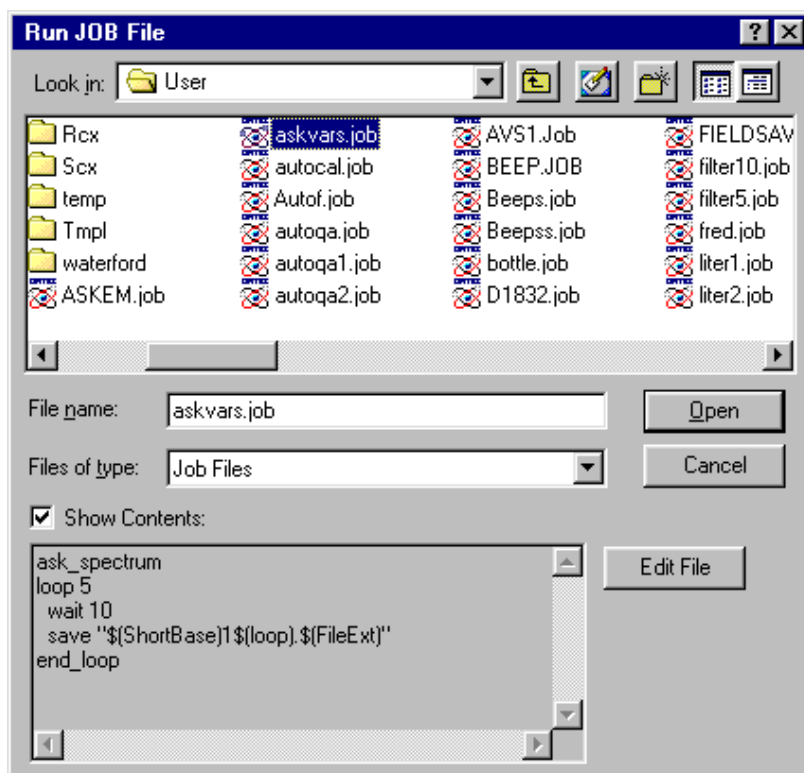 Run JOB File
Look in: User
Rcx askvars.job AVS1.Job FIELDSAV
Scx autocal.job BEEP.JOB filter10.job
temp Autof.job Beeps.job filter5.job
Tmpl autoqa.job Beepss.job fred.job
waterford autoqa1.job bottle.job liter1.job
ASKEM.job autoqa2.job D1832.job liter2.job
File name: askvars.job Open
Files of type: Job Files Cancel
Show Contents:
ask_spectrum Edit File
loop 5
wait 10
save "$(ShortBase)1$(loop).$(FileExt)"
end_loop